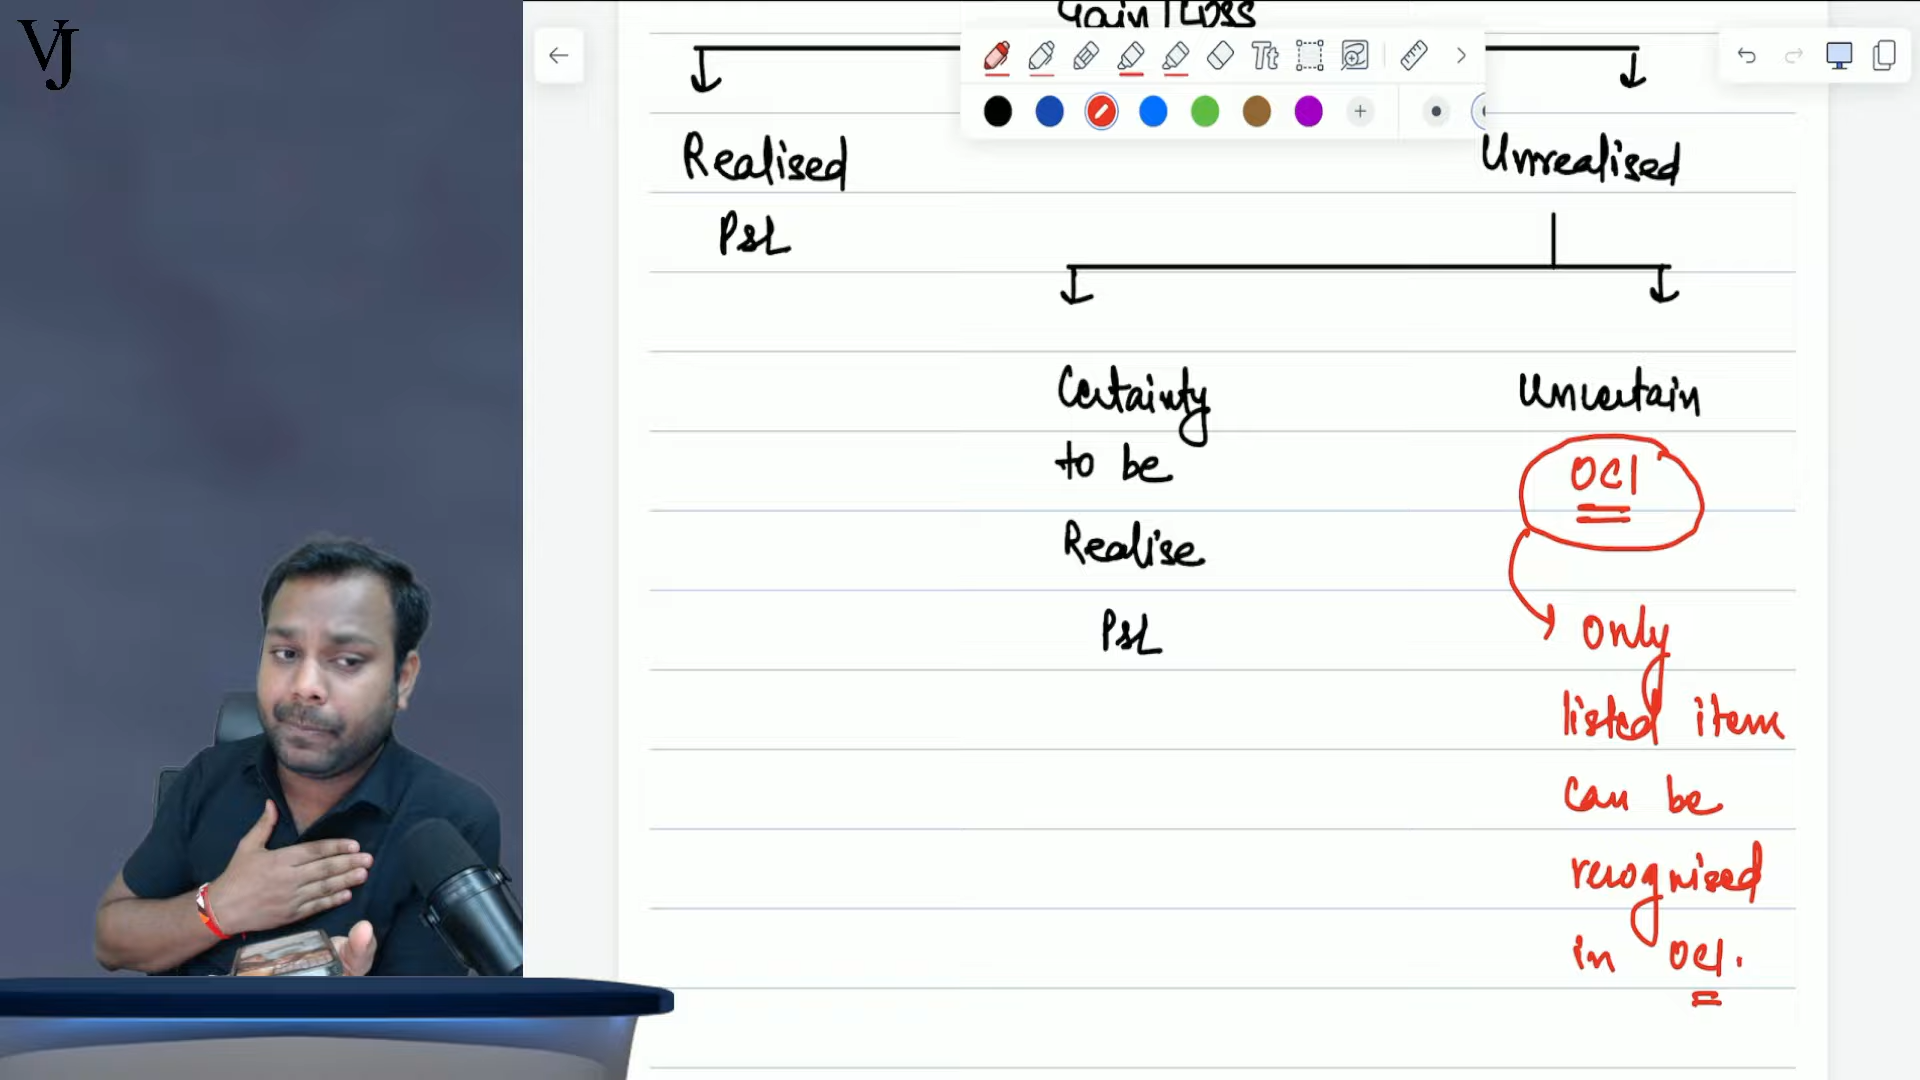 VJ
Gain / Loss
Tt
Realised
Unrealised
P&L
Certainty
Uncertain
to be
OCI
Realise
P&L
Only
listed item
can be
recognised
in OCI.